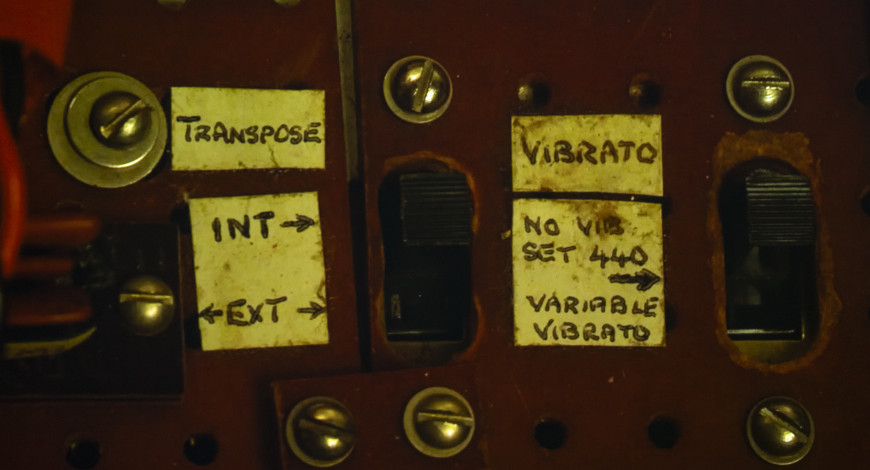 TRANSPOSE
INT →
← EXT →
VIBRATO
NO VIB
SET 440
→
VARIABLE
VIBRATO